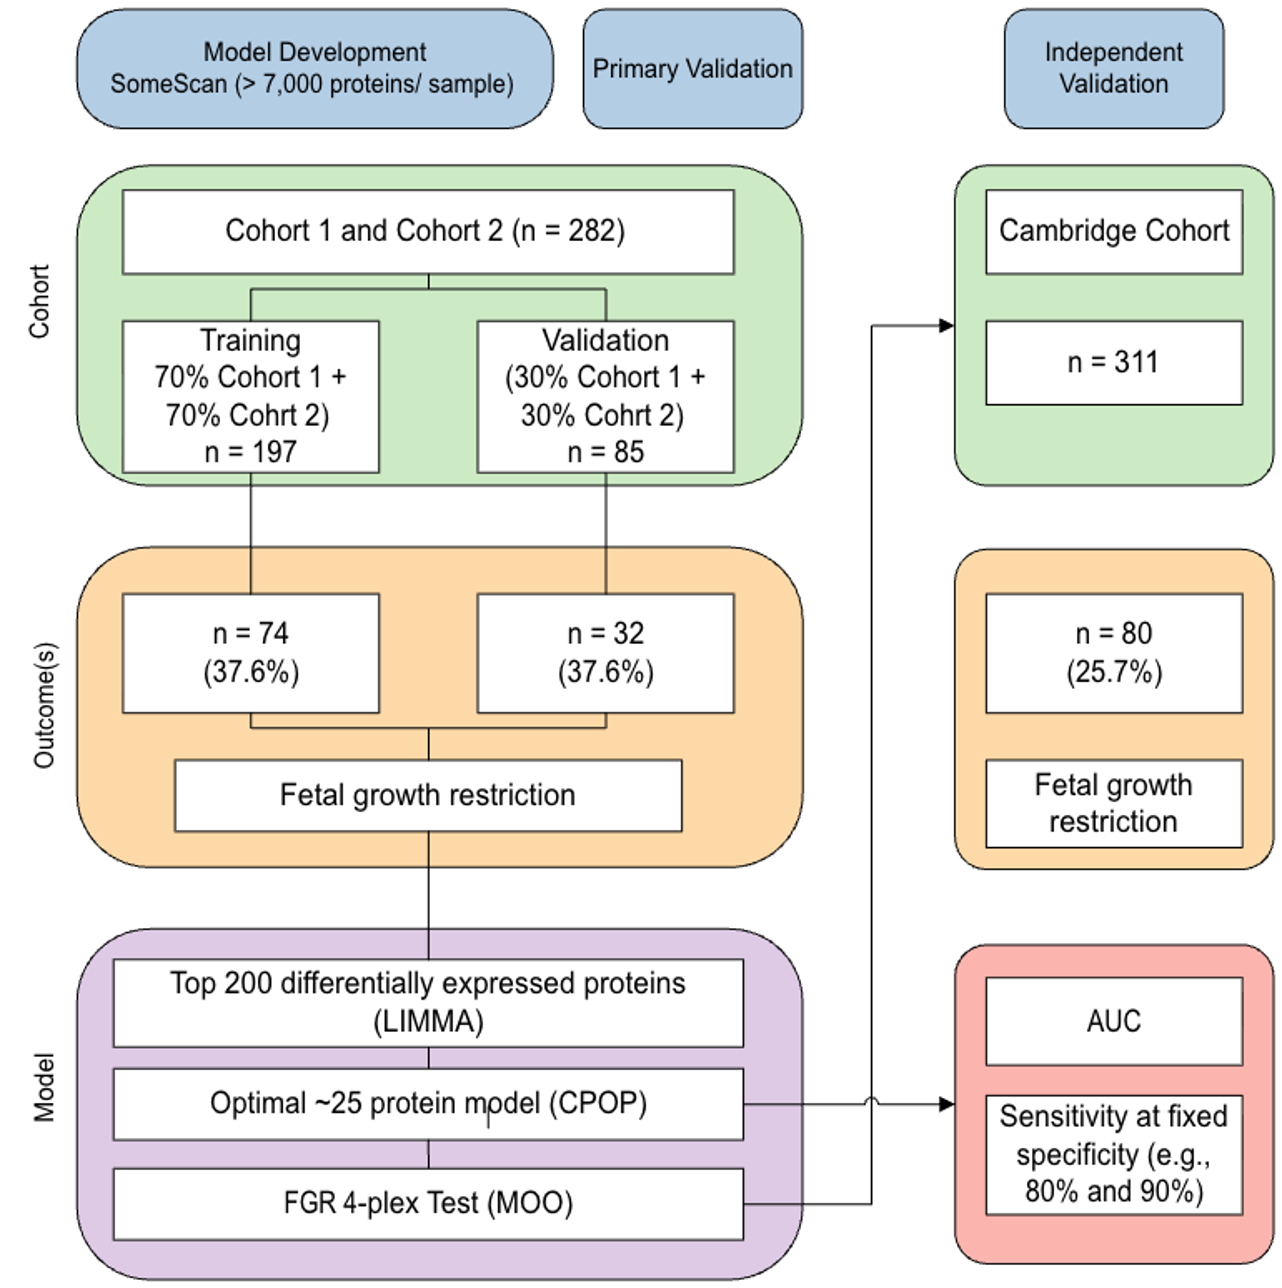 Model Development
SomeScan (> 7,000 proteins/ sample)
Primary Validation
Independent
Validation
Cohort
Cohort 1 and Cohort 2 (n = 282)
Training
70% Cohort 1 +
70% Cohrt 2)
n = 197
Validation
(30% Cohort 1 +
30% Cohrt 2)
n = 85
Cambridge Cohort
n = 311
Outcome(s)
n = 74
(37.6%)
n = 32
(37.6%)
Fetal growth restriction
n = 80
(25.7%)
Fetal growth
restriction
Model
Top 200 differentially expressed proteins
(LIMMA)
Optimal ~25 protein model (CPOP)
FGR 4-plex Test (MOO)
AUC
Sensitivity at fixed
specificity (e.g.,
80% and 90%)